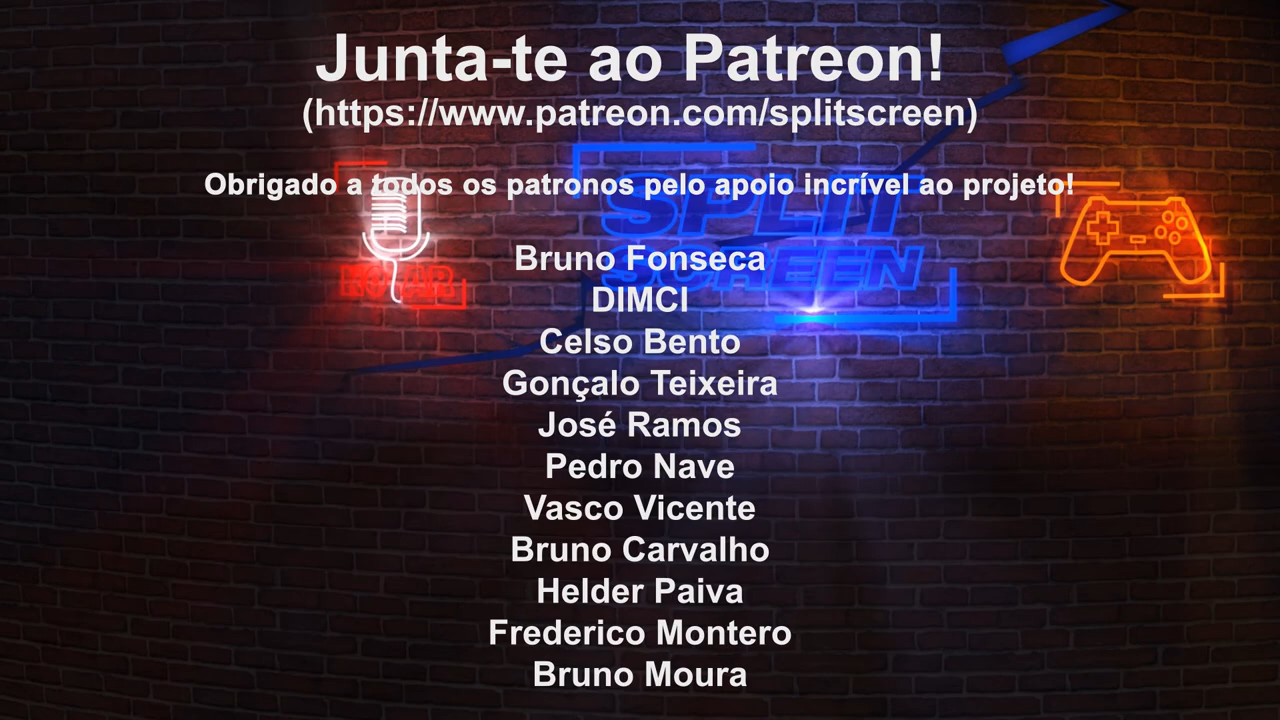 Junta-te ao Patreon!
(https://www.patreon.com/splitscreen)
Obrigado a todos os patronos pelo apoio incrível ao projeto!
SPLIT
SCREEN
Bruno Fonseca
DIMCI
Celso Bento
Gonçalo Teixeira
José Ramos
Pedro Nave
Vasco Vicente
Bruno Carvalho
Helder Paiva
Frederico Montero
Bruno Moura